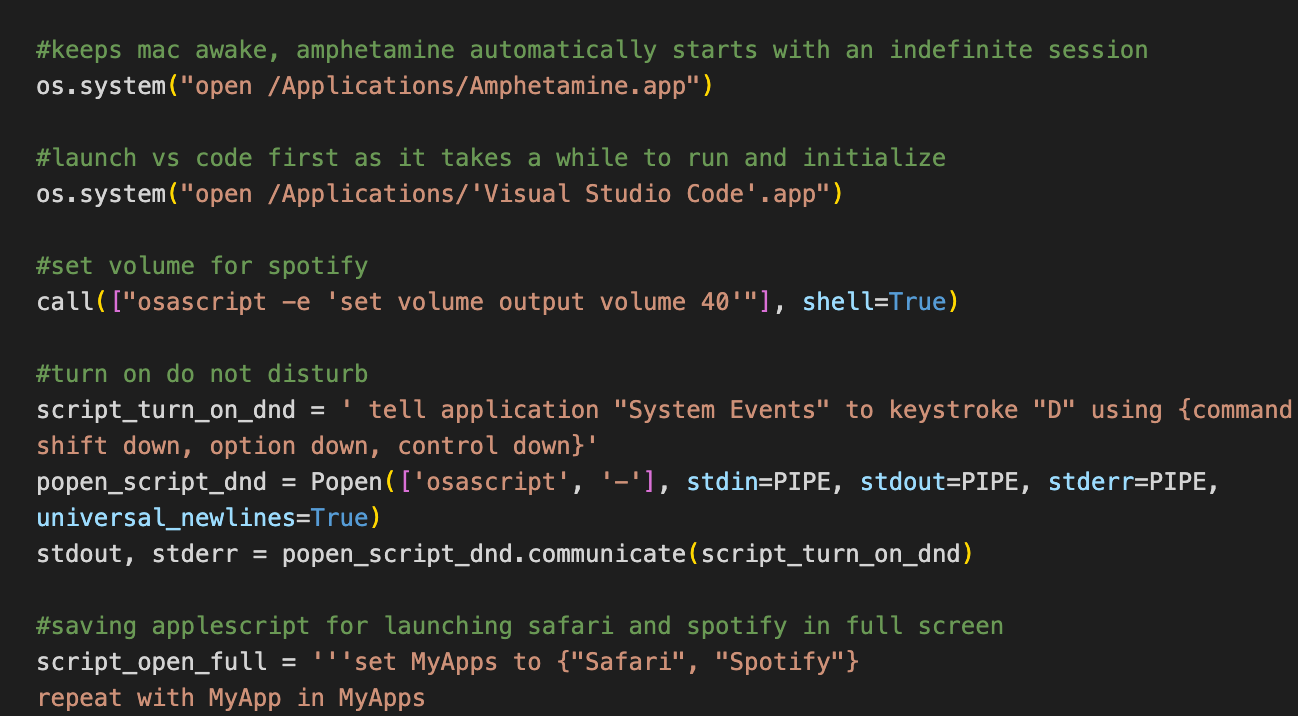 #keeps mac awake, amphetamine automatically starts with an indefinite session
os.system("open /Applications/Amphetamine.app")
#launch vs code first as it takes a while to run and initialize
os.system("open /Applications/'Visual Studio Code'.app")
#set volume for spotify
call(["osascript -e 'set volume output volume 40'"], shell=True)
#turn on do not disturb
script_turn_on_dnd = ' tell application "System Events" to keystroke "D" using {command
shift down, option down, control down}'
popen_script_dnd = Popen(['osascript', '-'], stdin=PIPE, stdout=PIPE, stderr=PIPE,
universal_newlines=True)
stdout, stderr = popen_script_dnd.communicate(script_turn_on_dnd)
#saving applescript for launching safari and spotify in full screen
script_open_full = '''set MyApps to {"Safari", "Spotify"}
repeat with MyApp in MyApps